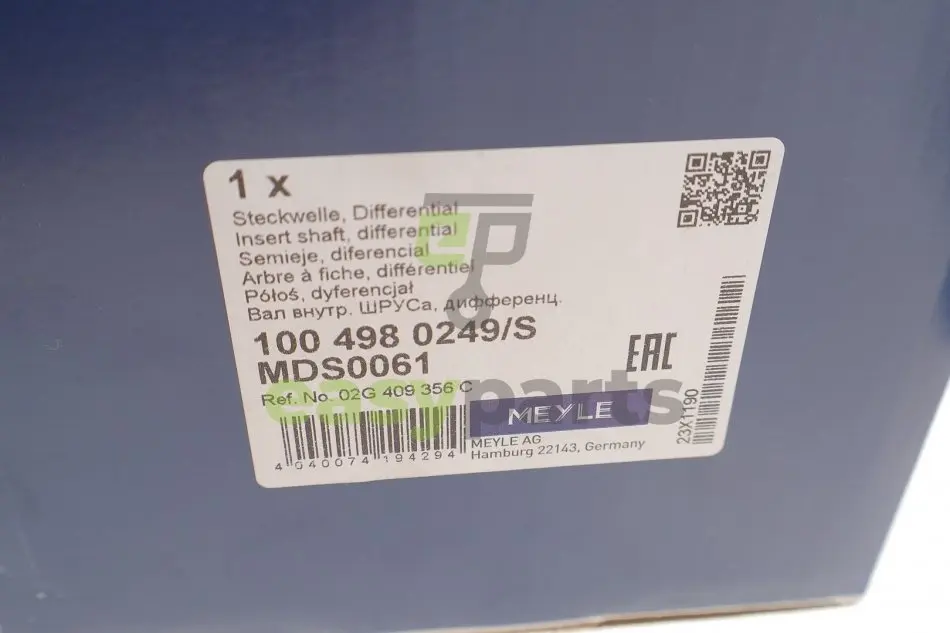 1 x
Steckwelle, Differential
Insert shaft, differential
Semieje, diferencial
Arbre à fiche, différentiel
Półoś, dyferencjał
Вал внутр. ШРУСа, дифференц.
100 498 0249/S
MDS0061
Ref. No. 02G 409 356 C
EAC
MEYLE
MEYLE AG
Hamburg 22143, Germany
4 040074 194294
23X1190
ep
easyparts